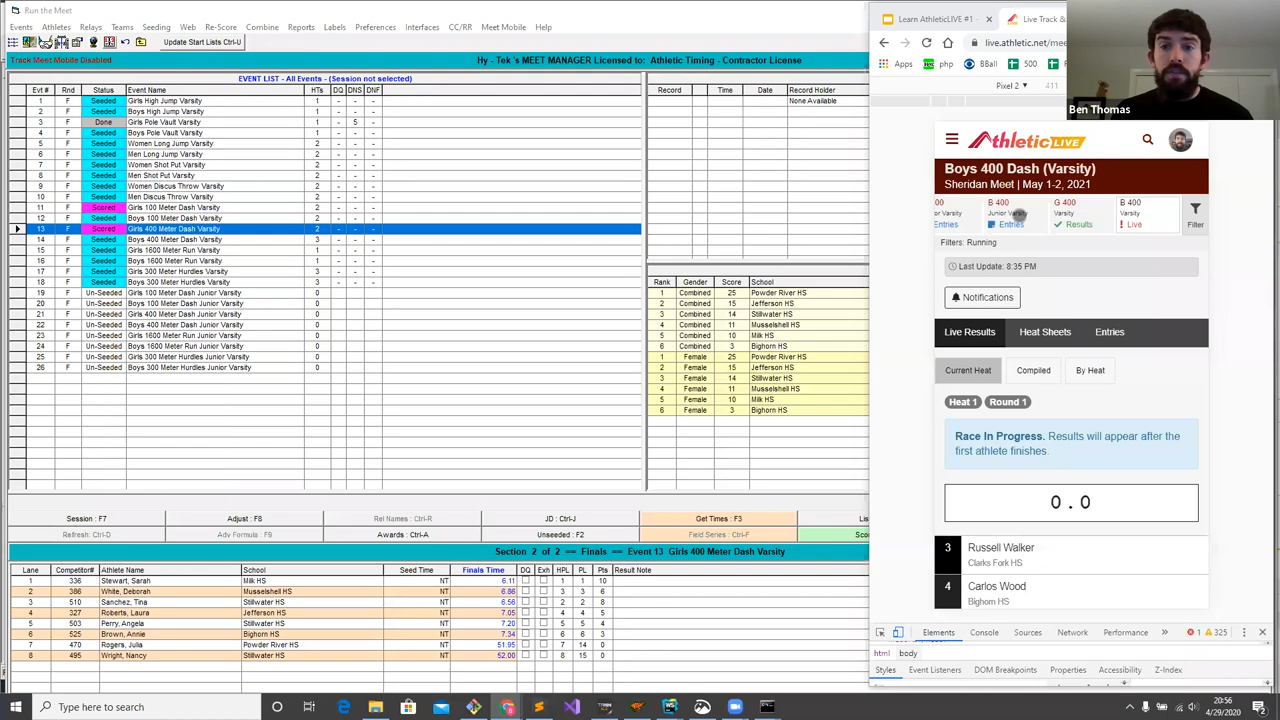 Run the Meet
Events Athletes Relays Teams Seeding Web Re-Score Combine Reports Labels Preferences Interfaces CC/RR Meet Mobile Help
Update Start Lists Ctrl-U
Track Meet Mobile Disabled Hy - Tek 's MEET MANAGER Licensed to: Athletic Timing - Contractor License
EVENT LIST - All Events - (Session not selected)
Evt # Rnd Status Event Name HTs DQ DNS DNF
1 F Seeded Girls High Jump Varsity 1 - - -
2 F Seeded Boys High Jump Varsity 1 - - -
3 F Done Girls Pole Vault Varsity 1 - 5 -
4 F Seeded Boys Pole Vault Varsity 1 - - -
5 F Seeded Women Long Jump Varsity 2 - - -
6 F Seeded Men Long Jump Varsity 2 - - -
7 F Seeded Women Shot Put Varsity 2 - - -
8 F Seeded Men Shot Put Varsity 2 - - -
9 F Seeded Women Discus Throw Varsity 2 - - -
10 F Seeded Men Discus Throw Varsity 2 - - -
11 F Scored Girls 100 Meter Dash Varsity 2 - - -
12 F Seeded Boys 100 Meter Dash Varsity 2 - - -
13 F Scored Girls 400 Meter Dash Varsity 2 - - -
14 F Seeded Boys 400 Meter Dash Varsity 3 - - -
15 F Seeded Girls 1600 Meter Run Varsity 1 - - -
16 F Seeded Boys 1600 Meter Run Varsity 1 - - -
17 F Seeded Girls 300 Meter Hurdles Varsity 3 - - -
18 F Seeded Boys 300 Meter Hurdles Varsity 3 - - -
19 F Un-Seeded Girls 100 Meter Dash Junior Varsity 0
20 F Un-Seeded Boys 100 Meter Dash Junior Varsity 0
21 F Un-Seeded Girls 400 Meter Dash Junior Varsity 0
22 F Un-Seeded Boys 400 Meter Dash Junior Varsity 0
23 F Un-Seeded Girls 1600 Meter Run Junior Varsity 0
24 F Un-Seeded Boys 1600 Meter Run Junior Varsity 0
25 F Un-Seeded Girls 300 Meter Hurdles Junior Varsity 0
26 F Un-Seeded Boys 300 Meter Hurdles Junior Varsity 0
Record Time Date Record Holder
None Available
Rank Gender Score School
1 Combined 25 Powder River HS
2 Combined 15 Jefferson HS
3 Combined 14 Stillwater HS
4 Combined 11 Musselshell HS
5 Combined 10 Milk HS
6 Combined 3 Bighorn HS
1 Female 25 Powder River HS
2 Female 15 Jefferson HS
3 Female 14 Stillwater HS
4 Female 11 Musselshell HS
5 Female 10 Milk HS
6 Female 3 Bighorn HS
Session : F7 Adjust : F8 Rel Names : Ctrl-R JD : Ctrl-J Get Times : F3 Lis
Refresh: Ctrl-D Adv Formula : F9 Awards : Ctrl-A Unseeded : F2 Field Series : Ctrl-F Sco
Section 2 of 2 == Finals == Event 13 Girls 400 Meter Dash Varsity
Lane Competitor# Athlete Name School Seed Time Finals Time DQ Exh HPL PL Pts Result Note
1 336 Stewart, Sarah Milk HS NT 6.11 1 1 10
2 386 White, Deborah Musselshell HS NT 6.86 3 3 6
3 510 Sanchez, Tina Stillwater HS NT 6.56 2 2 8
4 327 Roberts, Laura Jefferson HS NT 7.05 4 4 5
5 503 Perry, Angela Stillwater HS NT 7.20 5 5 4
6 525 Brown, Annie Bighorn HS NT 7.34 6 6 3
7 470 Rogers, Julia Powder River HS NT 51.95 7 14 0
8 495 Wright, Nancy Stillwater HS NT 52.00 8 15 0
Learn AthleticLIVE #1 - Live Track &
live.athletic.net/mee
Apps php BBall 500
Pixel 2 411
Ben Thomas
Athletic LIVE
Boys 400 Dash (Varsity)
Sheridan Meet | May 1-2, 2021
00 B 400 G 400 B 400
or Varsity Junior Varsity Varsity Varsity
Entries Entries Results Live Filter
Filters: Running
Last Update: 8:35 PM
Notifications
Live Results Heat Sheets Entries
Current Heat Compiled By Heat
Heat 1 Round 1
Race In Progress. Results will appear after the
first athlete finishes.
0.0
3 Russell Walker
Clarks Fork HS
4 Carlos Wood
Bighorn HS
Elements Console Sources Network Performance 1 325
html body
Styles Event Listeners DOM Breakpoints Properties Accessibility Z-Index
Type here to search
20:56
4/29/2020
2